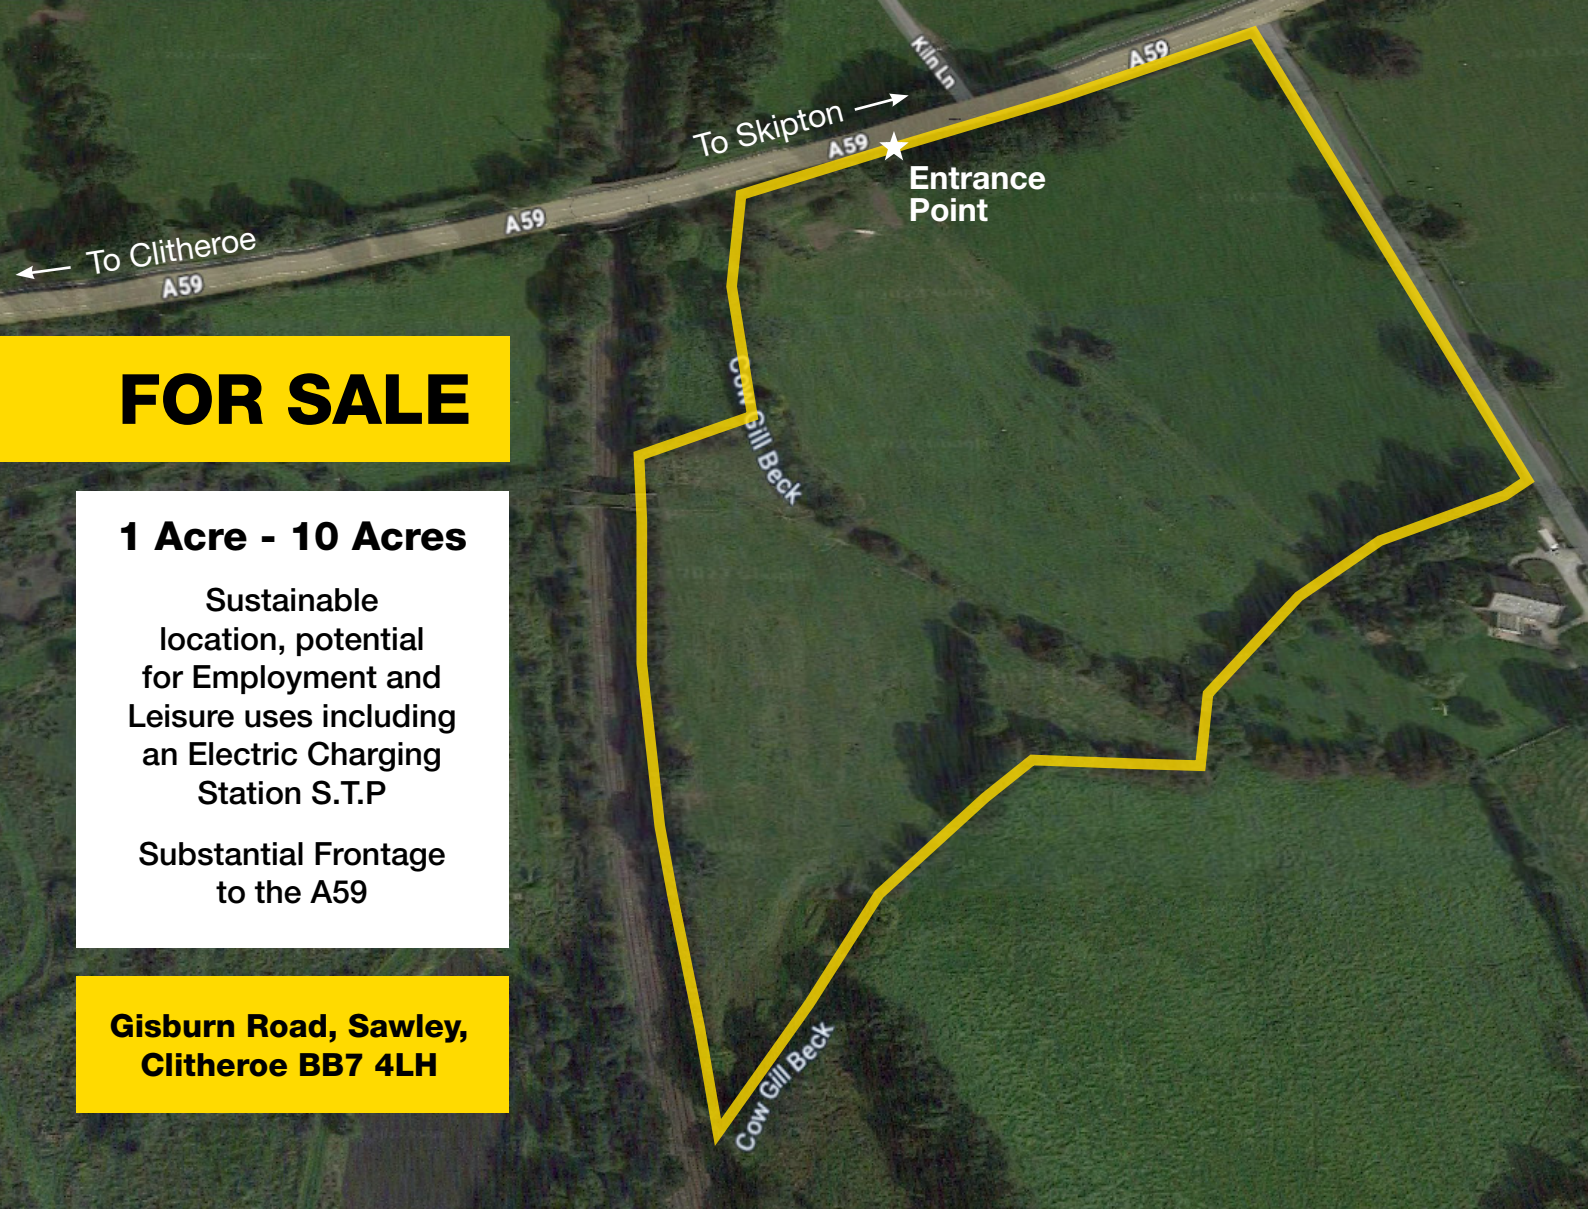 Kiln Ln
A59
To Skipton
A59
Entrance
Point
A59
To Clitheroe
A59
FOR SALE
Cow Gill Beck
1 Acre - 10 Acres
Sustainable
location, potential
for Employment and
Leisure uses including
an Electric Charging
Station S.T.P
Substantial Frontage
to the A59
Gisburn Road, Sawley,
Clitheroe BB7 4LH
Cow Gill Beck